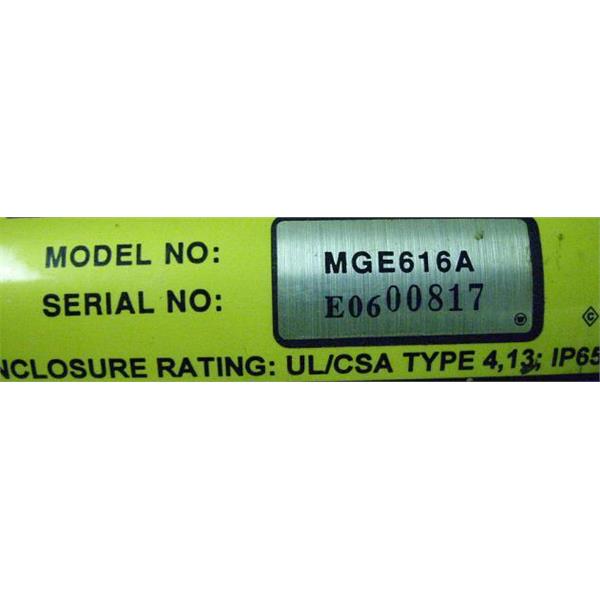 MODEL NO: MGE616A
SERIAL NO: E0600817
NCLOSURE RATING: UL/CSA TYPE 4,13; IP65